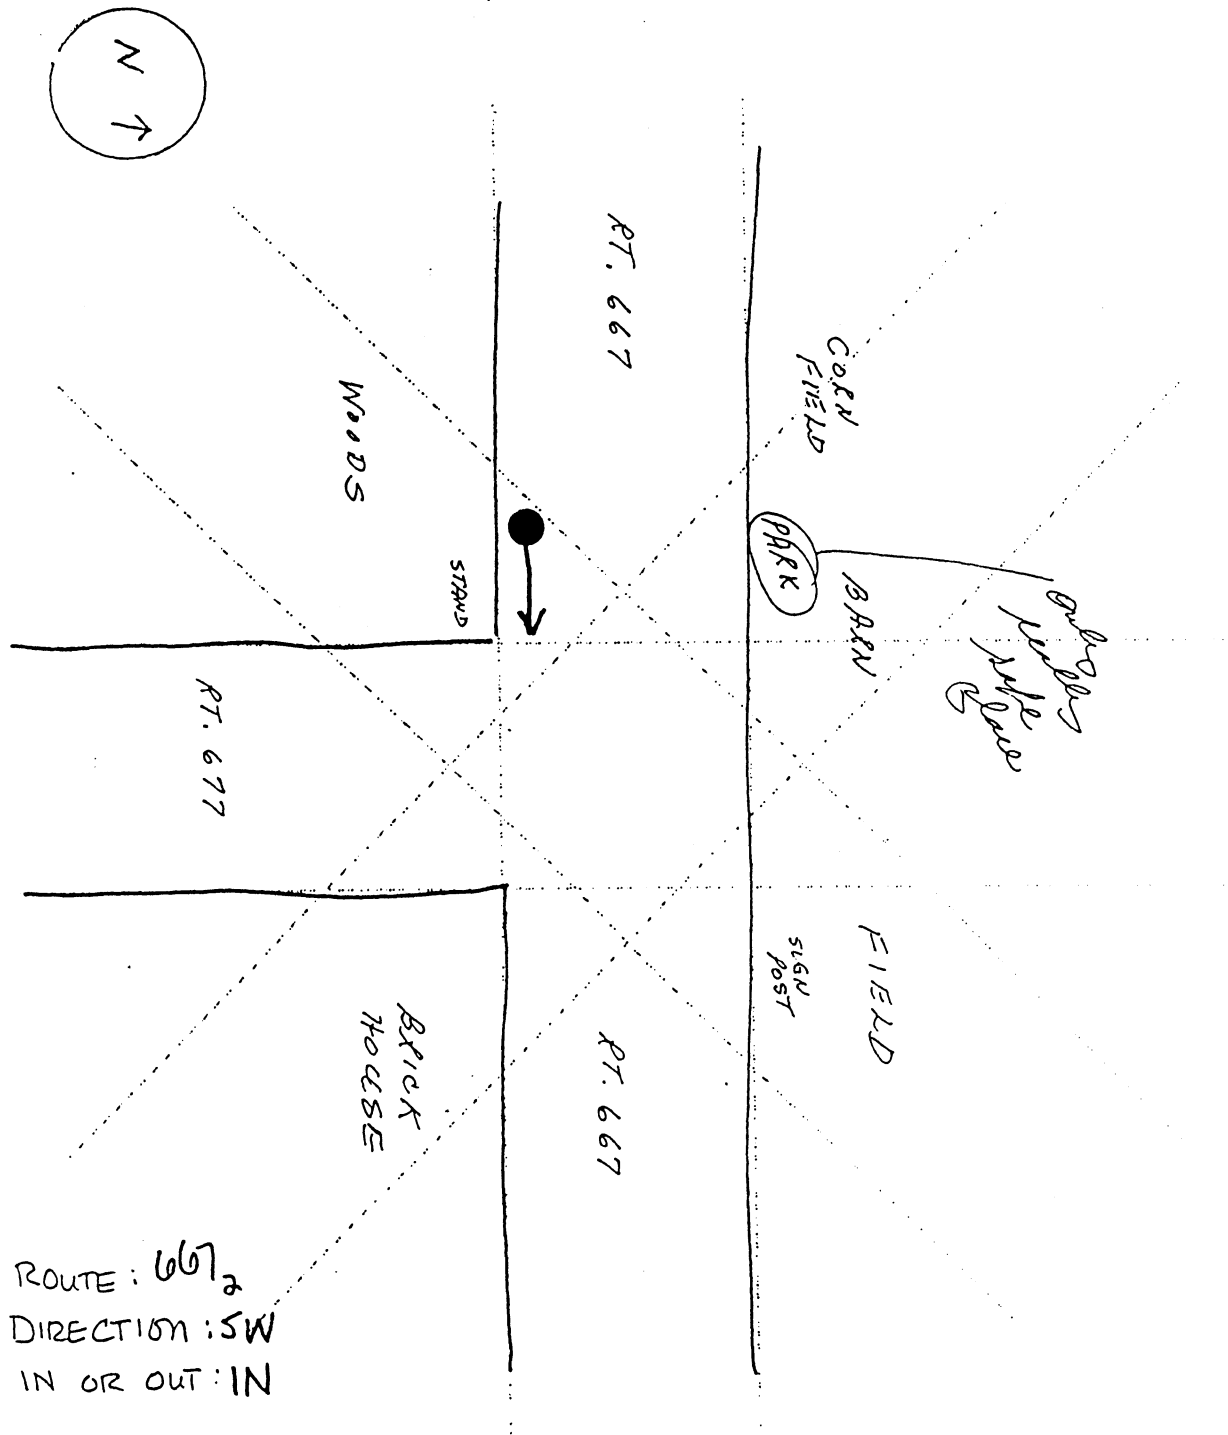 N
RT. 667
CORN
FIELD
WOODS
PARK
STAND
BARN
Only
really
safe
place
RT. 677
SIGN
POST
FIELD
BRICK
HOUSE
RT. 667
ROUTE: 667₂
DIRECTION: SW
IN OR OUT: IN